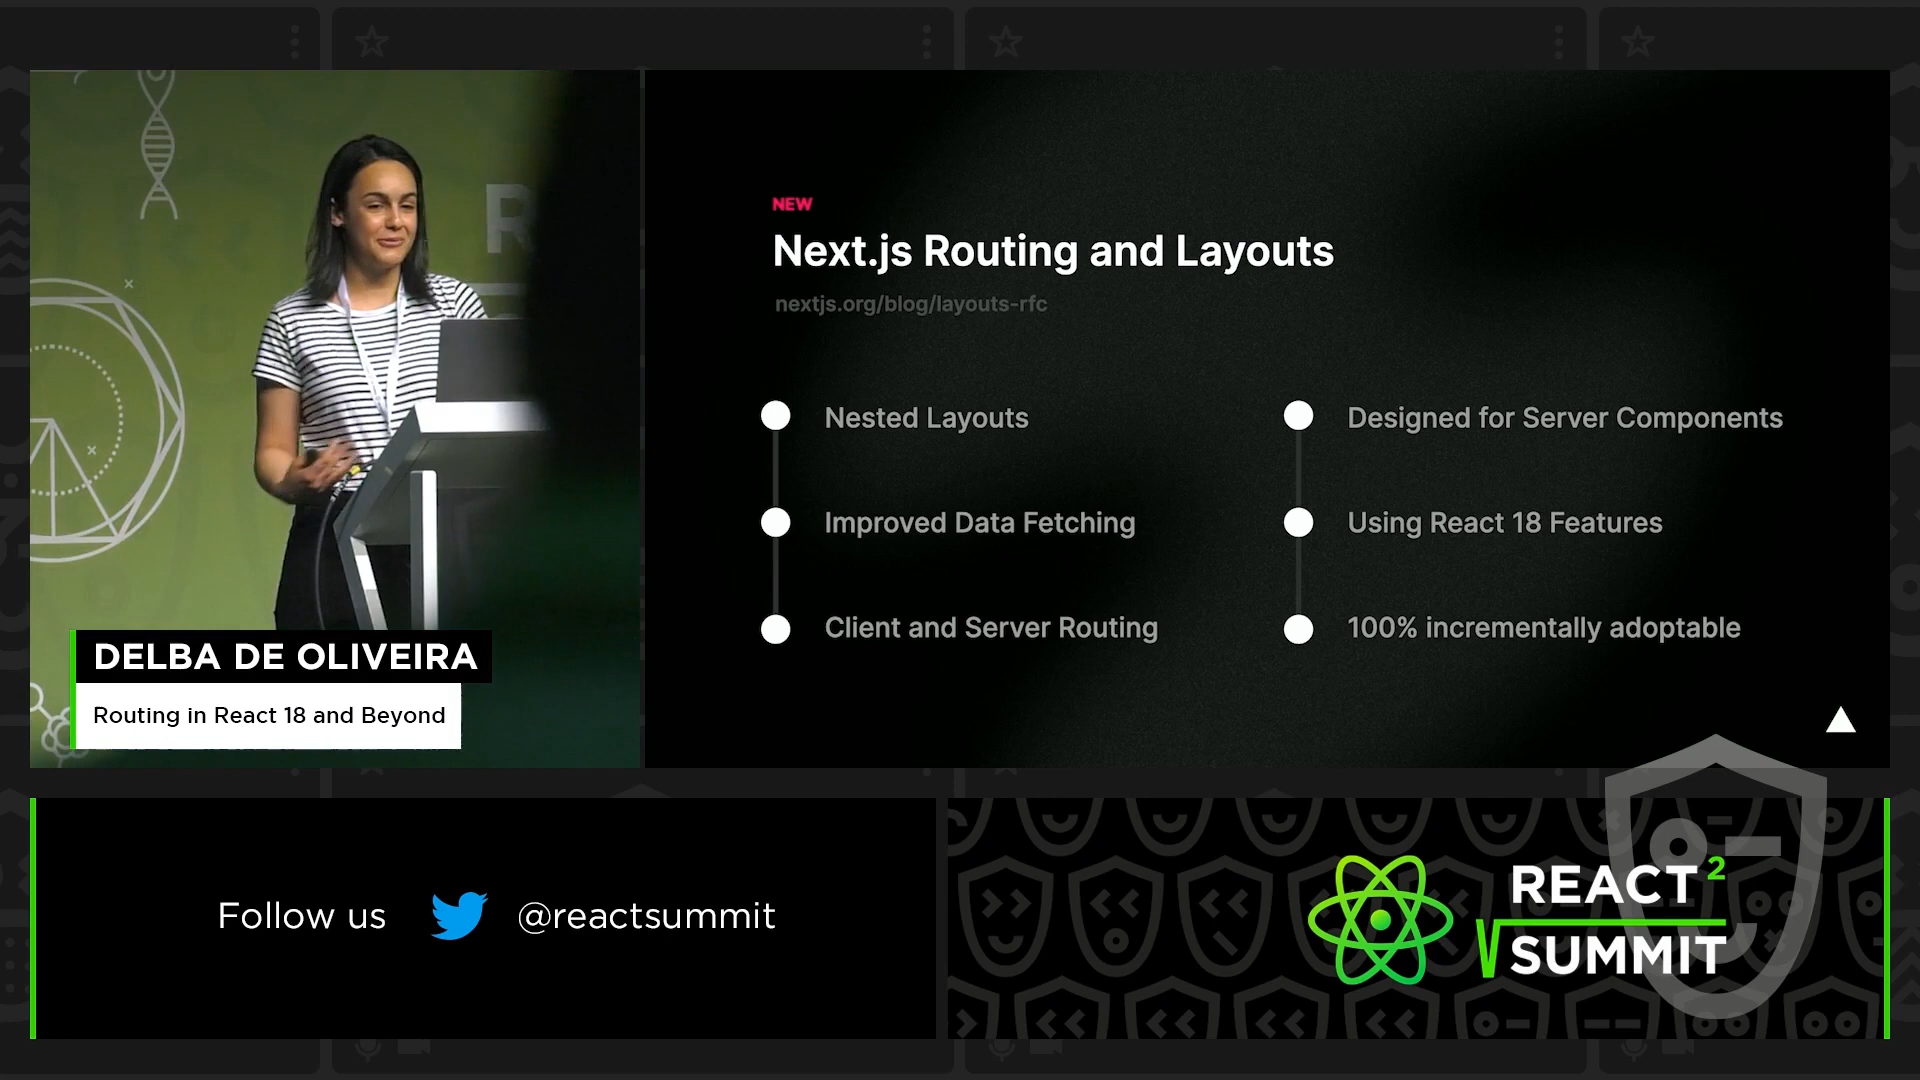 R
DELBA DE OLIVEIRA
Routing in React 18 and Beyond
NEW
Next.js Routing and Layouts
nextjs.org/blog/layouts-rfc
Nested Layouts
Improved Data Fetching
Client and Server Routing
Designed for Server Components
Using React 18 Features
100% incrementally adoptable
Follow us @reactsummit
REACT 2
SUMMIT